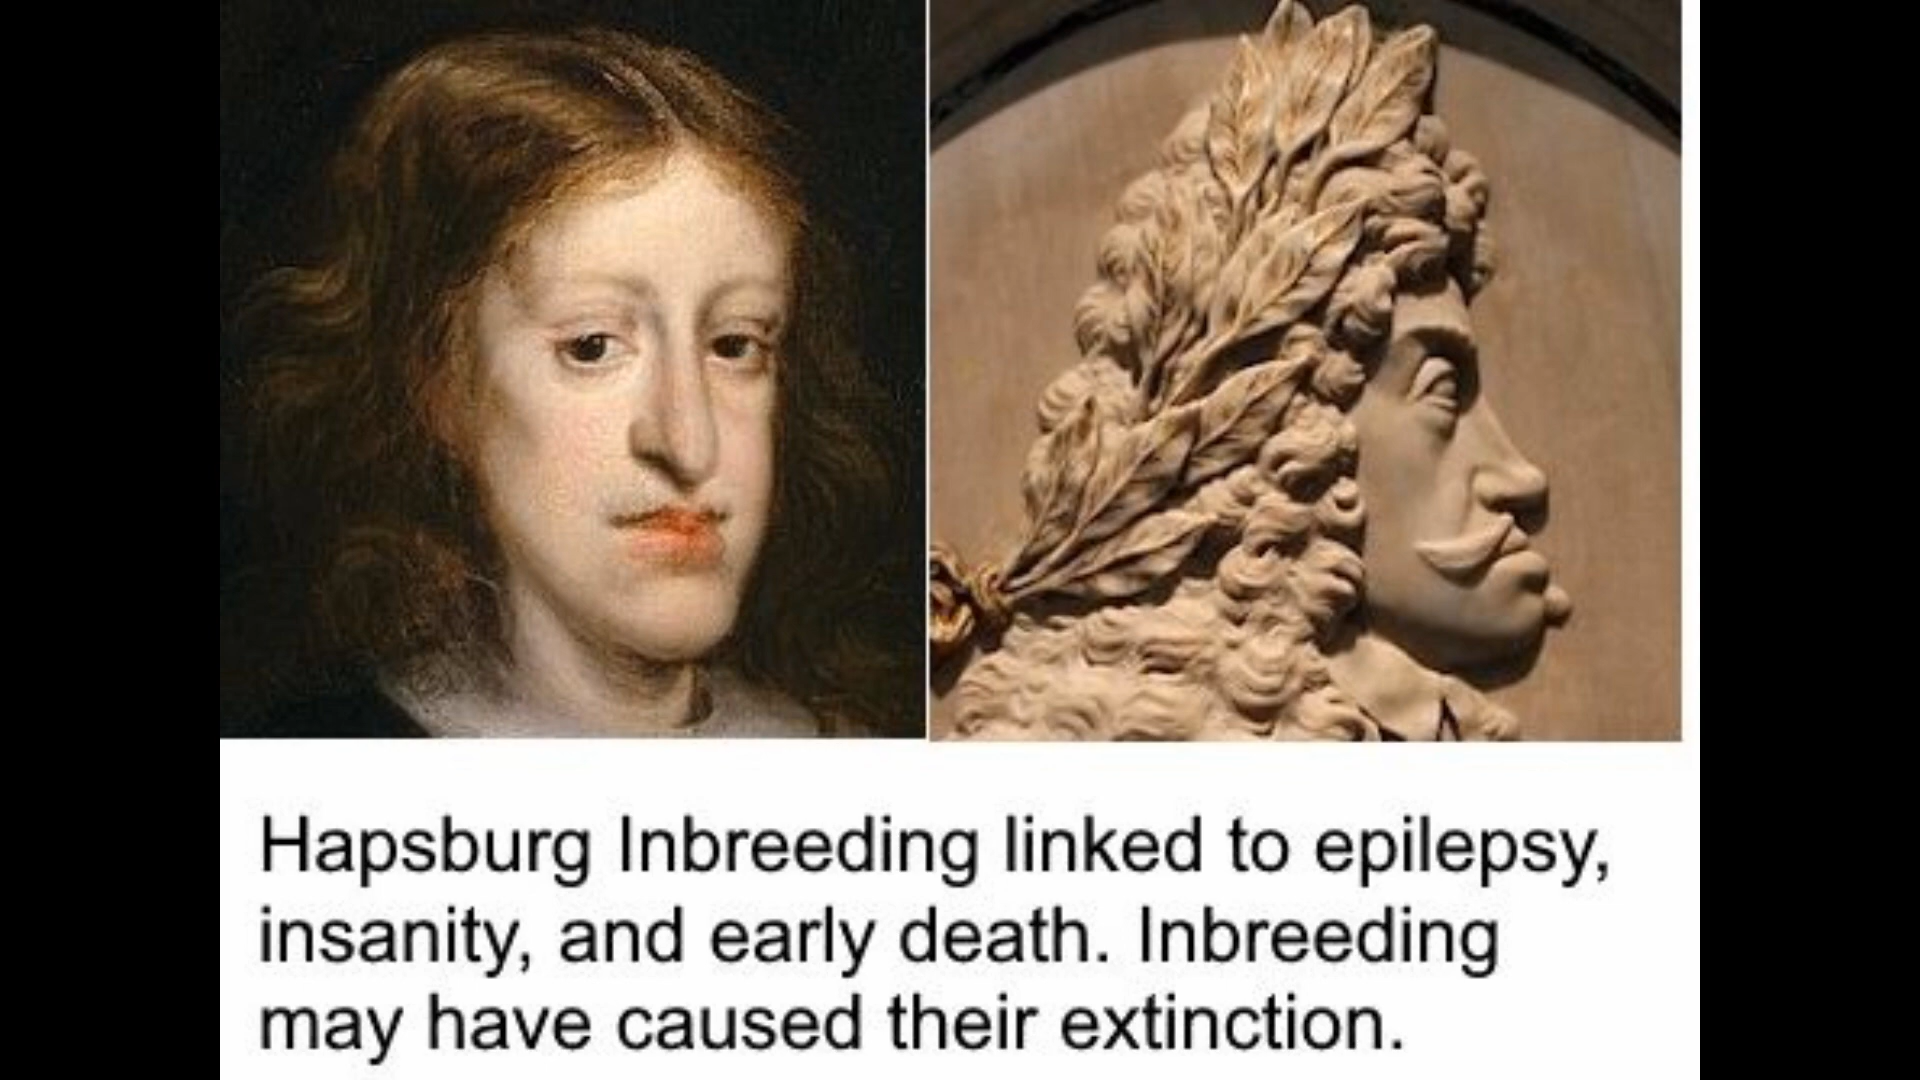 Hapsburg Inbreeding linked to epilepsy,
insanity, and early death. Inbreeding
may have caused their extinction.